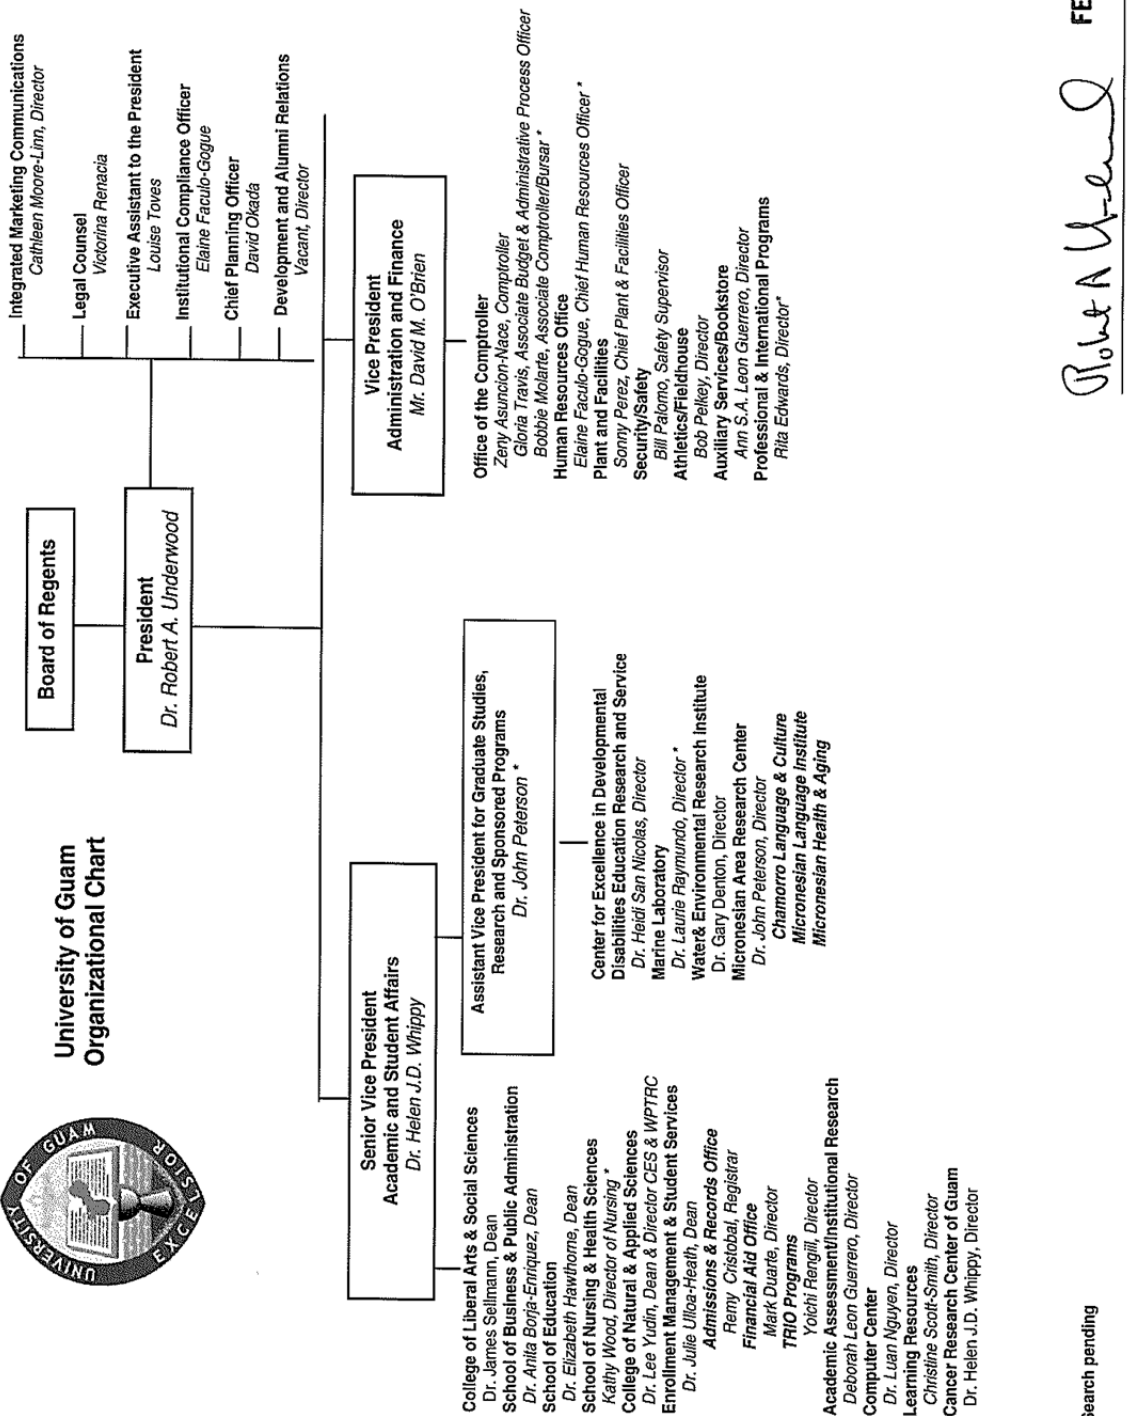 UNIVERSITY OF GUAM
EXCELSIOR
University of Guam
Organizational Chart
Board of Regents
President
Dr. Robert A. Underwood
Integrated Marketing Communications
Cathleen Moore-Linn, Director
Legal Counsel
Victorina Renacia
Executive Assistant to the President
Louise Toves
Institutional Compliance Officer
Elaine Faculo-Gogue
Chief Planning Officer
David Okada
Development and Alumni Relations
Vacant, Director
Senior Vice President
Academic and Student Affairs
Dr. Helen J.D. Whippy
College of Liberal Arts & Social Sciences
Dr. James Sellmann, Dean
School of Business & Public Administration
Dr. Anita Borja-Enriquez, Dean
School of Education
Dr. Elizabeth Hawthorne, Dean
School of Nursing & Health Sciences
Kathy Wood, Director of Nursing *
College of Natural & Applied Sciences
Dr. Lee Yudin, Dean & Director CES & WPTRC
Enrollment Management & Student Services
Dr. Julie Ulloa-Heath, Dean
Admissions & Records Office
Remy Cristobal, Registrar
Financial Aid Office
Mark Duarte, Director
TRIO Programs
Yoichi Rengiil, Director
Academic Assessment/Institutional Research
Deborah Leon Guerrero, Director
Computer Center
Dr. Luan Nguyen, Director
Learning Resources
Christine Scott-Smith, Director
Cancer Research Center of Guam
Dr. Helen J.D. Whippy, Director
Assistant Vice President for Graduate Studies,
Research and Sponsored Programs
Dr. John Peterson *
Center for Excellence in Developmental
Disabilities Education Research and Service
Dr. Heidi San Nicolas, Director
Marine Laboratory
Dr. Laurie Raymundo, Director *
Water& Environmental Research Institute
Dr. Gary Denton, Director
Micronesian Area Research Center
Dr. John Peterson, Director
Chamorro Language & Culture
Micronesian Language Institute
Micronesian Health & Aging
Vice President
Administration and Finance
Mr. David M. O'Brien
Office of the Comptroller
Zeny Asuncion-Nace, Comptroller
Gloria Travis, Associate Budget & Administrative Process Officer
Bobbie Molarte, Associate Comptroller/Bursar *
Human Resources Office
Elaine Faculo-Gogue, Chief Human Resources Officer *
Plant and Facilities
Sonny Perez, Chief Plant & Facilities Officer
Security/Safety
Bill Palomo, Safety Supervisor
Athletics/Fieldhouse
Bob Pelkey, Director
Auxiliary Services/Bookstore
Ann S.A. Leon Guerrero, Director
Professional & International Programs
Rita Edwards, Director*
Search pending
Robert A Underwood
FE